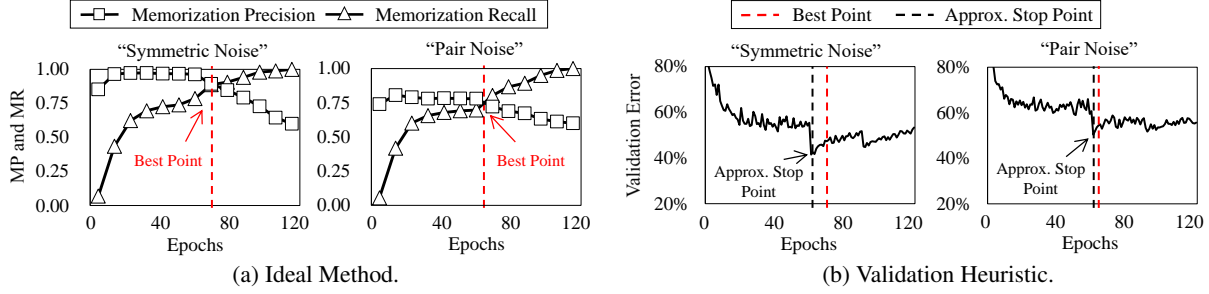 Memorization Precision Memorization Recall
Best Point Approx. Stop Point
“Symmetric Noise” “Pair Noise”
MP and MR
1.00
0.75
0.50
0.25
0.00
Best Point
0 40 80 120
Epochs
1.00
0.75
0.50
0.25
0.00
Best Point
0 40 80 120
Epochs
(a) Ideal Method.
“Symmetric Noise” “Pair Noise”
Validation Error
80%
60%
40%
20%
Approx. Stop
Point
0 40 80 120
Epochs
80%
60%
40%
20%
Approx. Stop
Point
0 40 80 120
Epochs
(b) Validation Heuristic.